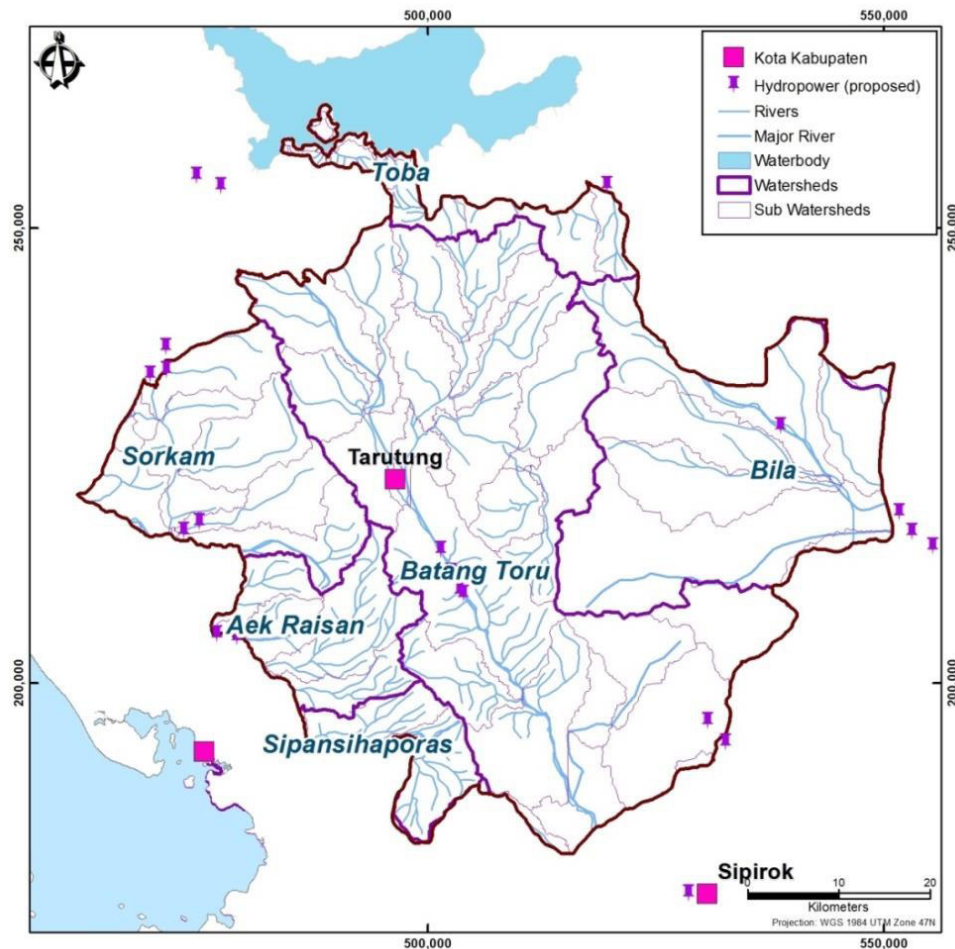 500,000
550,000
Kota Kabupaten
Hydropower (proposed)
Rivers
Major River
Waterbody
Watersheds
Sub Watersheds
Toba
250,000
250,000
Sorkam
Tarutung
Bila
Batang Toru
Aek Raisan
200,000
200,000
Sipansihaporas
Sipirok
0 10 20
Kilometers
Projection: WGS 1984 UTM Zone 47N
500,000
550,000